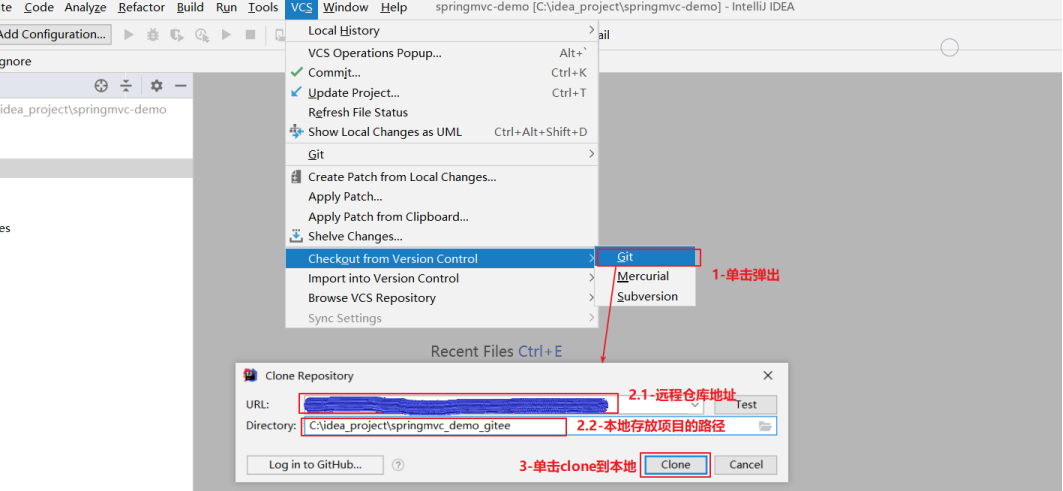 te Code Analyze Refactor Build Run Tools VCS Window Help springmvc-demo [C:\idea_project\springmvc-demo] - IntelliJ IDEA
Add Configuration...
gnore
idea_project\springmvc-demo
es
Local History
VCS Operations Popup... Alt+`
Commit... Ctrl+K
Update Project... Ctrl+T
Refresh File Status
Show Local Changes as UML Ctrl+Alt+Shift+D
Git
Create Patch from Local Changes...
Apply Patch...
Apply Patch from Clipboard...
Shelve Changes...
Checkout from Version Control
Import into Version Control
Browse VCS Repository
Sync Settings
ail
Git
Mercurial
Subversion
1-单击弹出
Recent Files Ctrl+E
Clone Repository
2.1-远程仓库地址
URL: Test
Directory: C:\idea_project\springmvc_demo_gitee 2.2-本地存放项目的路径
Log in to GitHub... ? 3-单击clone到本地 Clone Cancel